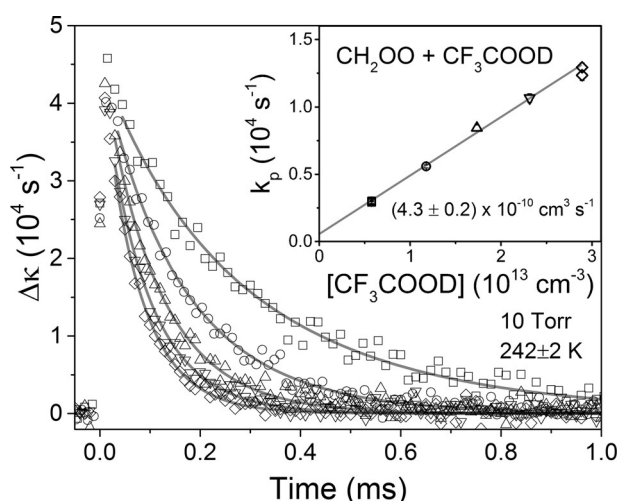 5
4
3
2
1
0
Δκ (10⁴ s⁻¹)
0.0 0.2 0.4 0.6 0.8 1.0
Time (ms)
1.5
1.0
0.5
0.0
k_p (10⁴ s⁻¹)
CH₂OO + CF₃COOD
(4.3 ± 0.2) x 10⁻¹⁰ cm³ s⁻¹
0 1 2 3
[CF₃COOD] (10¹³ cm⁻³)
10 Torr
242±2 K